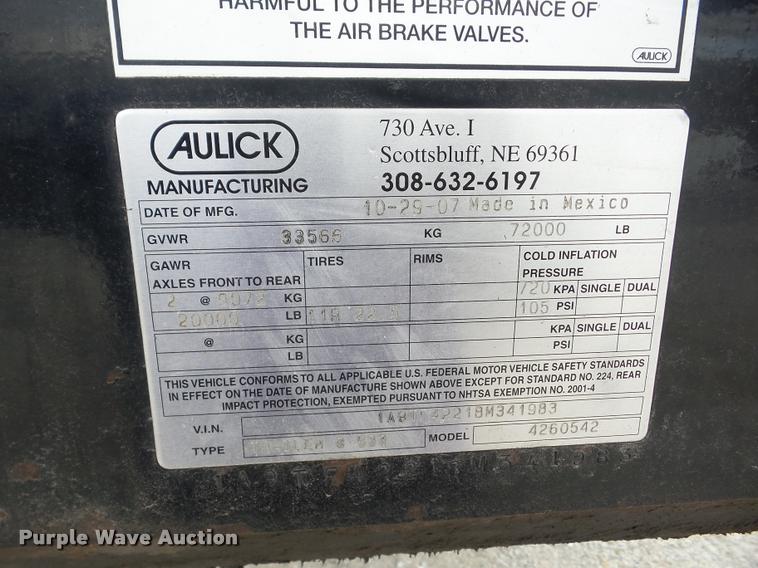 HARMFUL TO THE PERFORMANCE OF
THE AIR BRAKE VALVES.
AULICK
AULICK
MANUFACTURING
730 Ave. I
Scottsbluff, NE 69361
308-632-6197
DATE OF MFG. 10-29-07 Made in Mexico
GVWR 33566 KG 72000 LB
GAWR TIRES RIMS COLD INFLATION
AXLES FRONT TO REAR PRESSURE
2 @ KG 720 KPA SINGLE DUAL
20000 LB 105 PSI
@ KG KPA SINGLE DUAL
LB PSI
THIS VEHICLE CONFORMS TO ALL APPLICABLE U.S. FEDERAL MOTOR VEHICLE SAFETY STANDARDS
IN EFFECT ON THE DATE OF MANUFACTURE SHOWN ABOVE EXCEPT FOR STANDARD NO. 224, REAR
IMPACT PROTECTION, EXEMPTED PURSUANT TO NHTSA EXEMPTION NO. 2001-4
V.I.N.
TYPE MODEL 4260542
Purple Wave Auction